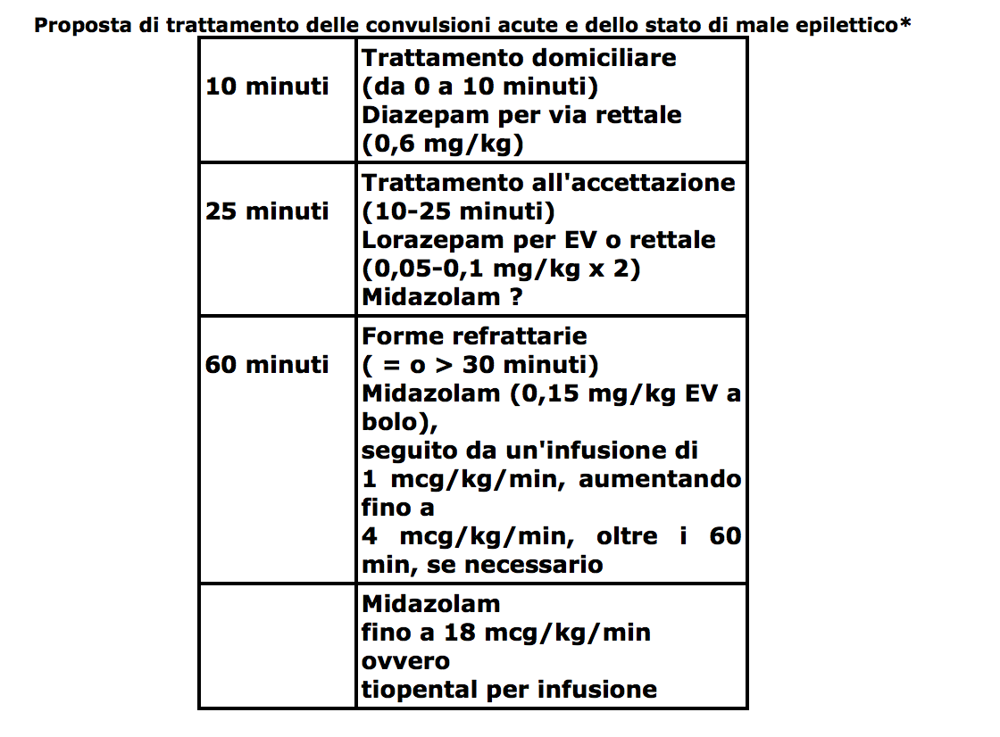 Proposta di trattamento delle convulsioni acute e dello stato di male epilettico*
10 minuti
Trattamento domiciliare
(da 0 a 10 minuti)
Diazepam per via rettale
(0,6 mg/kg)
25 minuti
Trattamento all'accettazione
(10-25 minuti)
Lorazepam per EV o rettale
(0,05-0,1 mg/kg x 2)
Midazolam ?
60 minuti
Forme refrattarie
( = o > 30 minuti)
Midazolam (0,15 mg/kg EV a
bolo),
seguito da un'infusione di
1 mcg/kg/min, aumentando
fino a
4 mcg/kg/min, oltre i 60
min, se necessario
Midazolam
fino a 18 mcg/kg/min
ovvero
tiopental per infusione